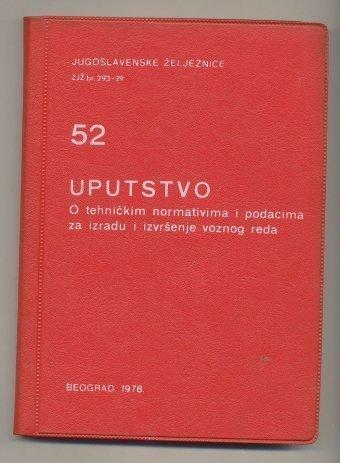 JUGOSLAVENSKE ŽELJEZNICE
ZJŽ br. 293-29
52
UPUTSTVO
O tehničkim normativima i podacima
za izradu i izvršenje voznog reda
BEOGRAD, 1978.